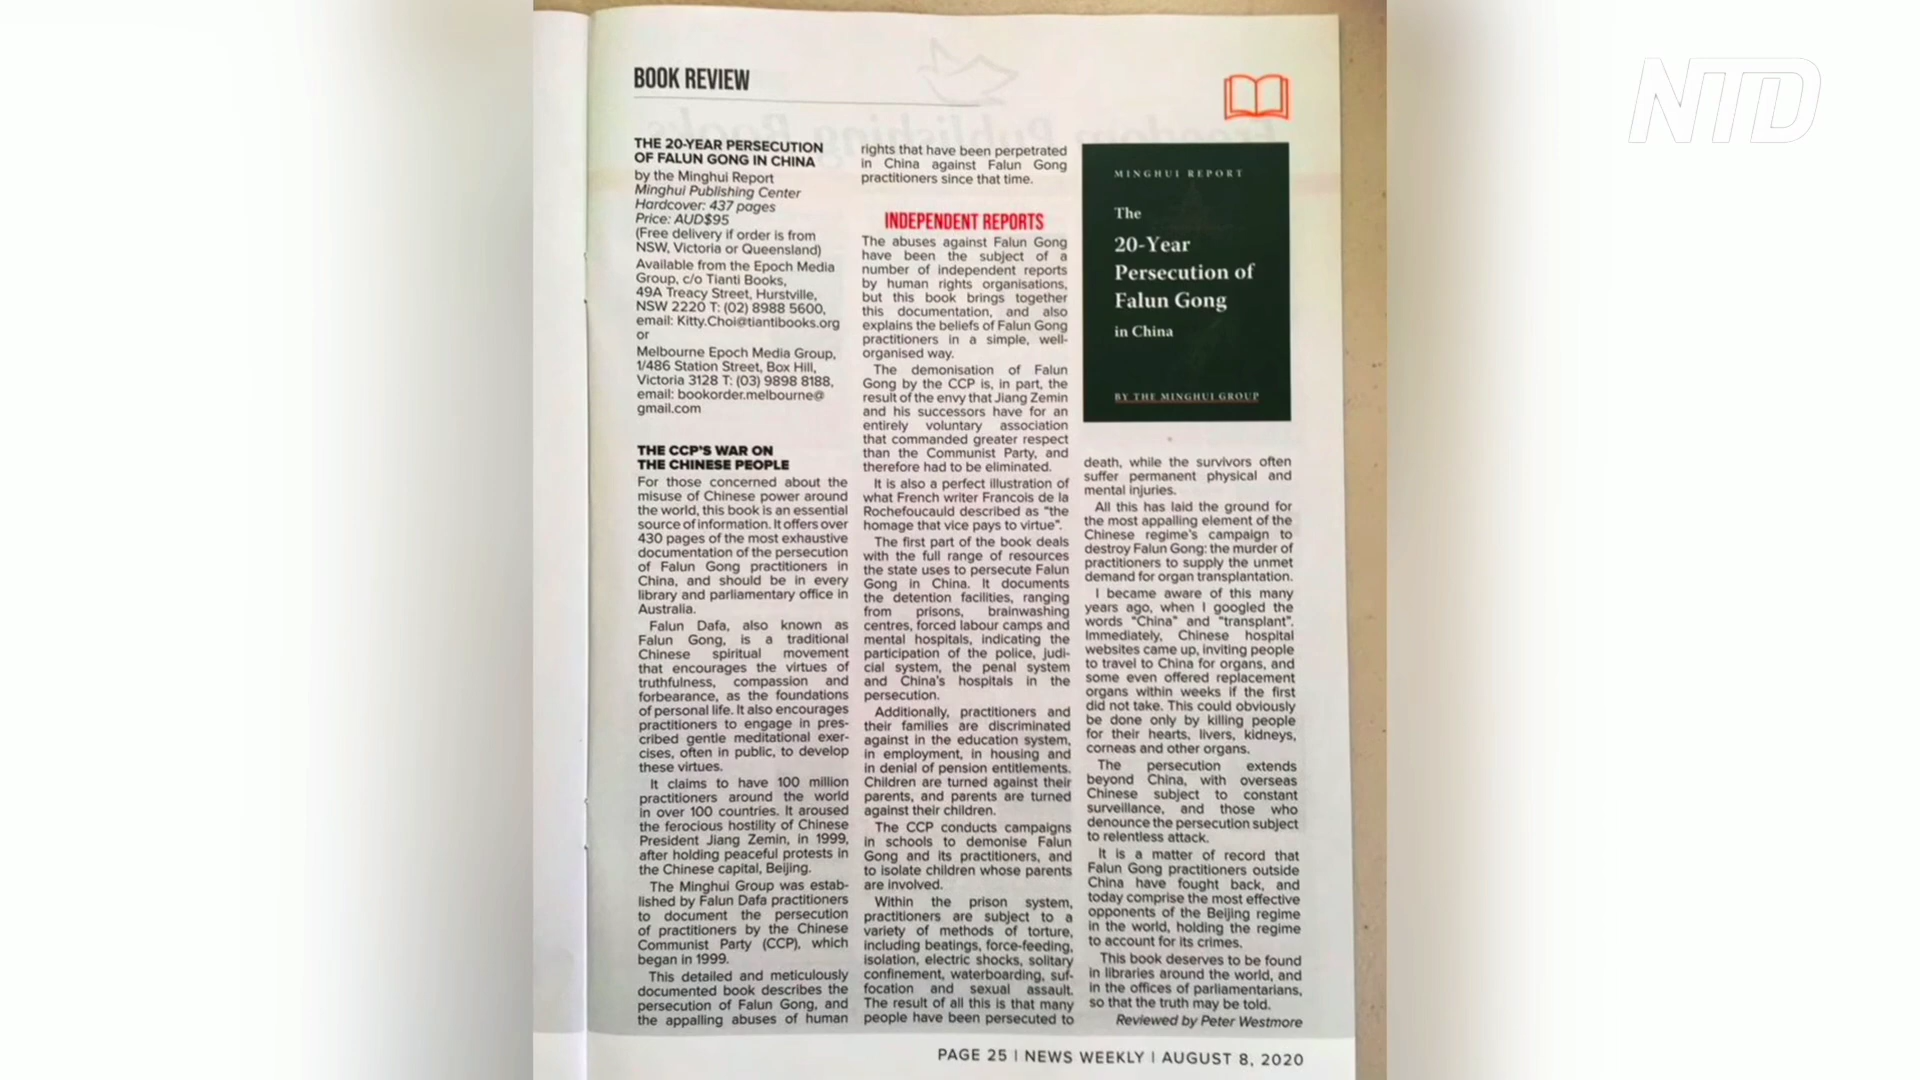 NTD
BOOK REVIEW
THE 20-YEAR PERSECUTION
OF FALUN GONG IN CHINA
by the Minghui Report
Minghui Publishing Center
Hardcover: 437 pages
Price: AUD$95
(Free delivery if order is from
NSW, Victoria or Queensland)
Available from the Epoch Media
Group, c/o Tianti Books,
49A Treacy Street, Hurstville,
NSW 2220 T: (02) 8988 5600,
email: Kitty.Choi@tiantibooks.org
or
Melbourne Epoch Media Group,
1/486 Station Street, Box Hill,
Victoria 3128 T: (03) 9898 8188,
email: bookorder.melbourne@
gmail.com
THE CCP'S WAR ON
THE CHINESE PEOPLE
For those concerned about the
misuse of Chinese power around
the world, this book is an essential
source of information. It offers over
430 pages of the most exhaustive
documentation of the persecution
of Falun Gong practitioners in
China, and should be in every
library and parliamentary office in
Australia.
Falun Dafa, also known as
Falun Gong, is a traditional
Chinese spiritual movement
that encourages the virtues of
truthfulness, compassion and
forbearance, as the foundations
of personal life. It also encourages
practitioners to engage in pres-
cribed gentle meditational exer-
cises, often in public, to develop
these virtues.
It claims to have 100 million
practitioners around the world
in over 100 countries. It aroused
the ferocious hostility of Chinese
President Jiang Zemin, in 1999,
after holding peaceful protests in
the Chinese capital, Beijing.
The Minghui Group was estab-
lished by Falun Dafa practitioners
to document the persecution
of practitioners by the Chinese
Communist Party (CCP), which
began in 1999.
This detailed and meticulously
documented book describes the
persecution of Falun Gong, and
the appalling abuses of human
rights that have been perpetrated
in China against Falun Gong
practitioners since that time.
INDEPENDENT REPORTS
The abuses against Falun Gong
have been the subject of a
number of independent reports
by human rights organisations,
but this book brings together
this documentation, and also
explains the beliefs of Falun Gong
practitioners in a simple, well-
organised way.
The demonisation of Falun
Gong by the CCP is, in part, the
result of the envy that Jiang Zemin
and his successors have for an
entirely voluntary association
that commanded greater respect
than the Communist Party, and
therefore had to be eliminated.
It is also a perfect illustration of
what French writer Francois de la
Rochefoucauld described as "the
homage that vice pays to virtue".
The first part of the book deals
with the full range of resources
the state uses to persecute Falun
Gong in China. It documents
the detention facilities, ranging
from prisons, brainwashing
centres, forced labour camps and
mental hospitals, indicating the
participation of the police, judi-
cial system, the penal system
and China's hospitals in the
persecution.
Additionally, practitioners and
their families are discriminated
against in the education system,
in employment, in housing and
in denial of pension entitlements.
Children are turned against their
parents, and parents are turned
against their children.
The CCP conducts campaigns
in schools to demonise Falun
Gong and its practitioners, and
to isolate children whose parents
are involved.
Within the prison system,
practitioners are subject to a
variety of methods of torture,
including beatings, force-feeding,
isolation, electric shocks, solitary
confinement, waterboarding, suf-
focation and sexual assault.
The result of all this is that many
people have been persecuted to
MINGHUI REPORT
The
20-Year
Persecution of
Falun Gong
in China
BY THE MINGHUI GROUP
death, while the survivors often
suffer permanent physical and
mental injuries.
All this has laid the ground for
the most appalling element of the
Chinese regime's campaign to
destroy Falun Gong: the murder of
practitioners to supply the unmet
demand for organ transplantation.
I became aware of this many
years ago, when I googled the
words "China" and "transplant".
Immediately, Chinese hospital
websites came up, inviting people
to travel to China for organs, and
some even offered replacement
organs within weeks if the first
did not take. This could obviously
be done only by killing people
for their hearts, livers, kidneys,
corneas and other organs.
The persecution extends
beyond China, with overseas
Chinese subject to constant
surveillance, and those who
denounce the persecution subject
to relentless attack.
It is a matter of record that
Falun Gong practitioners outside
China have fought back, and
today comprise the most effective
opponents of the Beijing regime
in the world, holding the regime
to account for its crimes.
This book deserves to be found
in libraries around the world, and
in the offices of parliamentarians,
so that the truth may be told.
Reviewed by Peter Westmore
PAGE 25 | NEWS WEEKLY | AUGUST 8, 2020